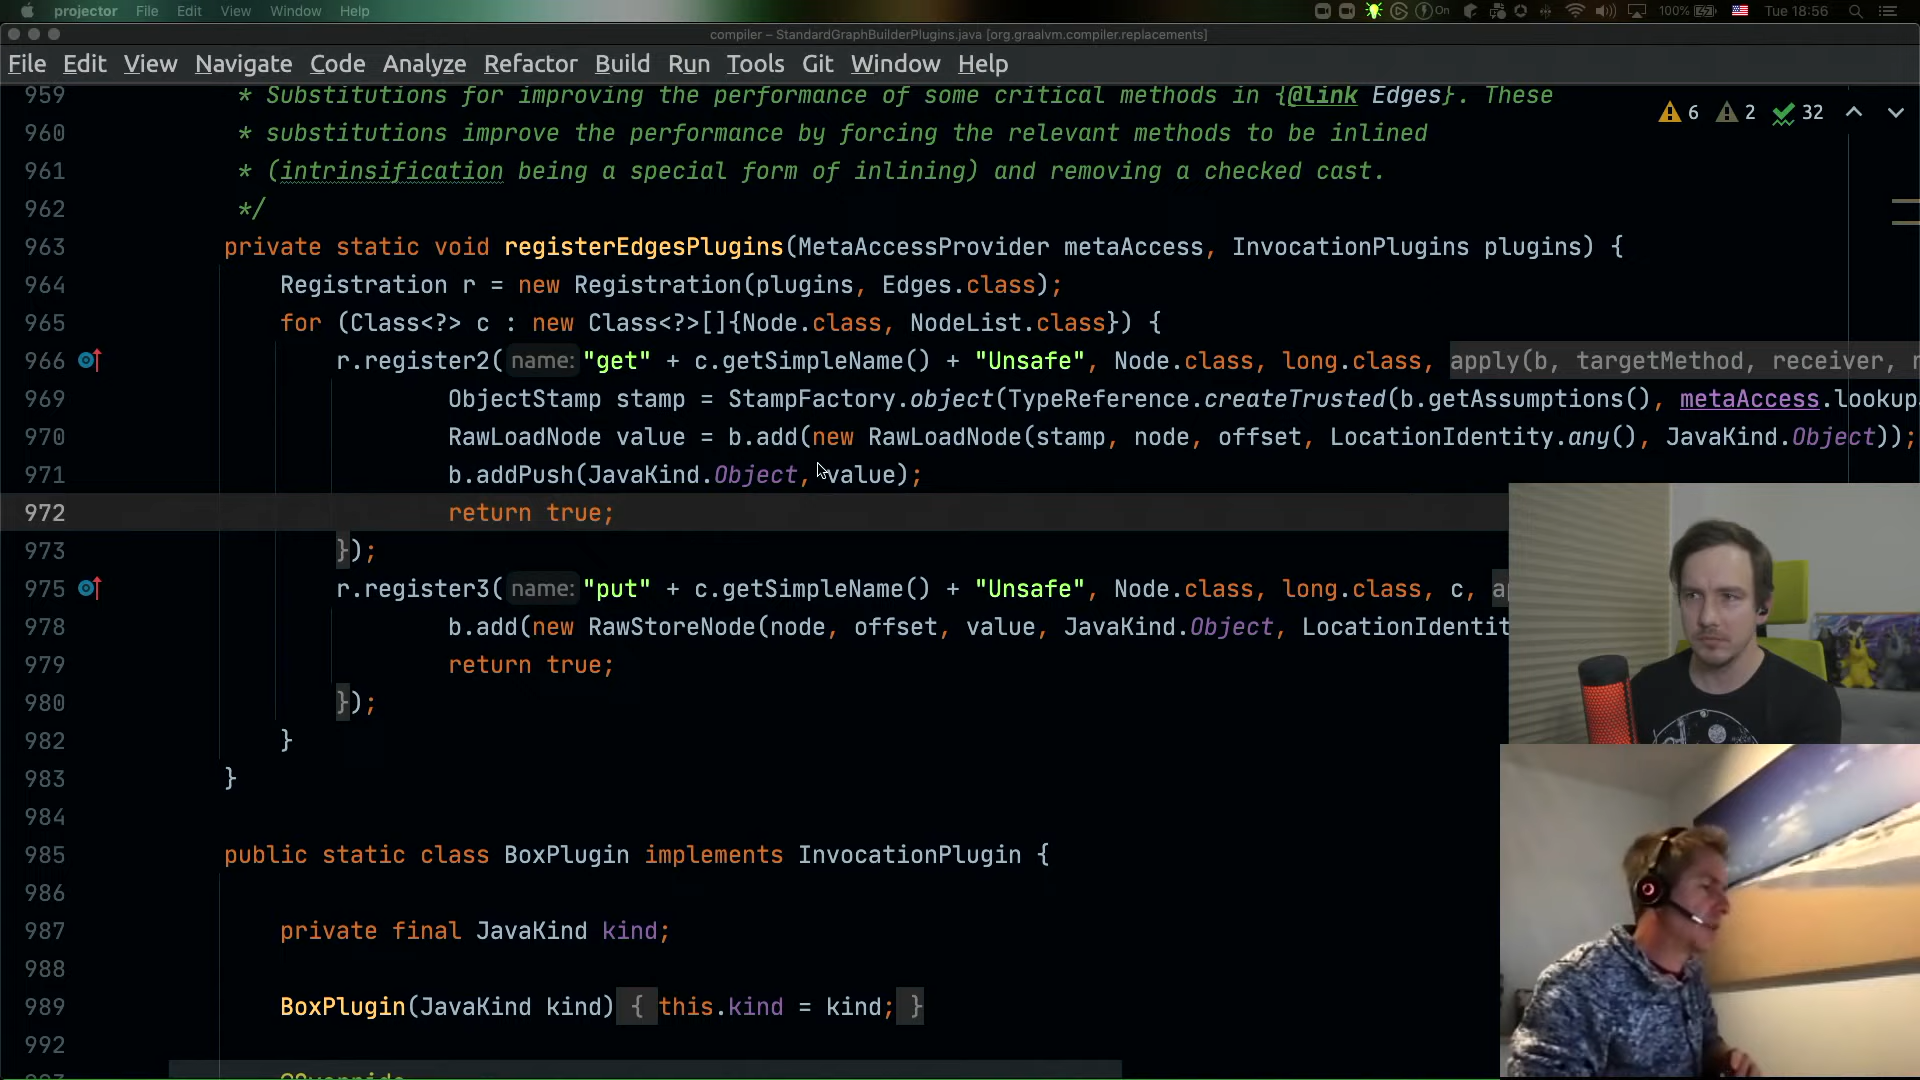 projector File Edit View Window Help
On 100% Tue 18:56
compiler – StandardGraphBuilderPlugins.java [org.graalvm.compiler.replacements]
File Edit View Navigate Code Analyze Refactor Build Run Tools Git Window Help
959 * Substitutions for improving the performance of some critical methods in {@link Edges}. These
6 2 32
960 * substitutions improve the performance by forcing the relevant methods to be inlined
961 * (intrinsification being a special form of inlining) and removing a checked cast.
962 */
963 private static void registerEdgesPlugins(MetaAccessProvider metaAccess, InvocationPlugins plugins) {
964 Registration r = new Registration(plugins, Edges.class);
965 for (Class<?> c : new Class<?>[]{Node.class, NodeList.class}) {
966 r.register2( name: "get" + c.getSimpleName() + "Unsafe", Node.class, long.class, apply(b, targetMethod, receiver,
969 ObjectStamp stamp = StampFactory.object(TypeReference.createTrusted(b.getAssumptions(), metaAccess.lookup
970 RawLoadNode value = b.add(new RawLoadNode(stamp, node, offset, LocationIdentity.any(), JavaKind.Object));
971 b.addPush(JavaKind.Object, value);
972 return true;
973 });
975 r.register3( name: "put" + c.getSimpleName() + "Unsafe", Node.class, long.class, c,
978 b.add(new RawStoreNode(node, offset, value, JavaKind.Object, LocationIdentit
979 return true;
980 });
982 }
983 }
984
985 public static class BoxPlugin implements InvocationPlugin {
986
987 private final JavaKind kind;
988
989 BoxPlugin(JavaKind kind) { this.kind = kind; }
992